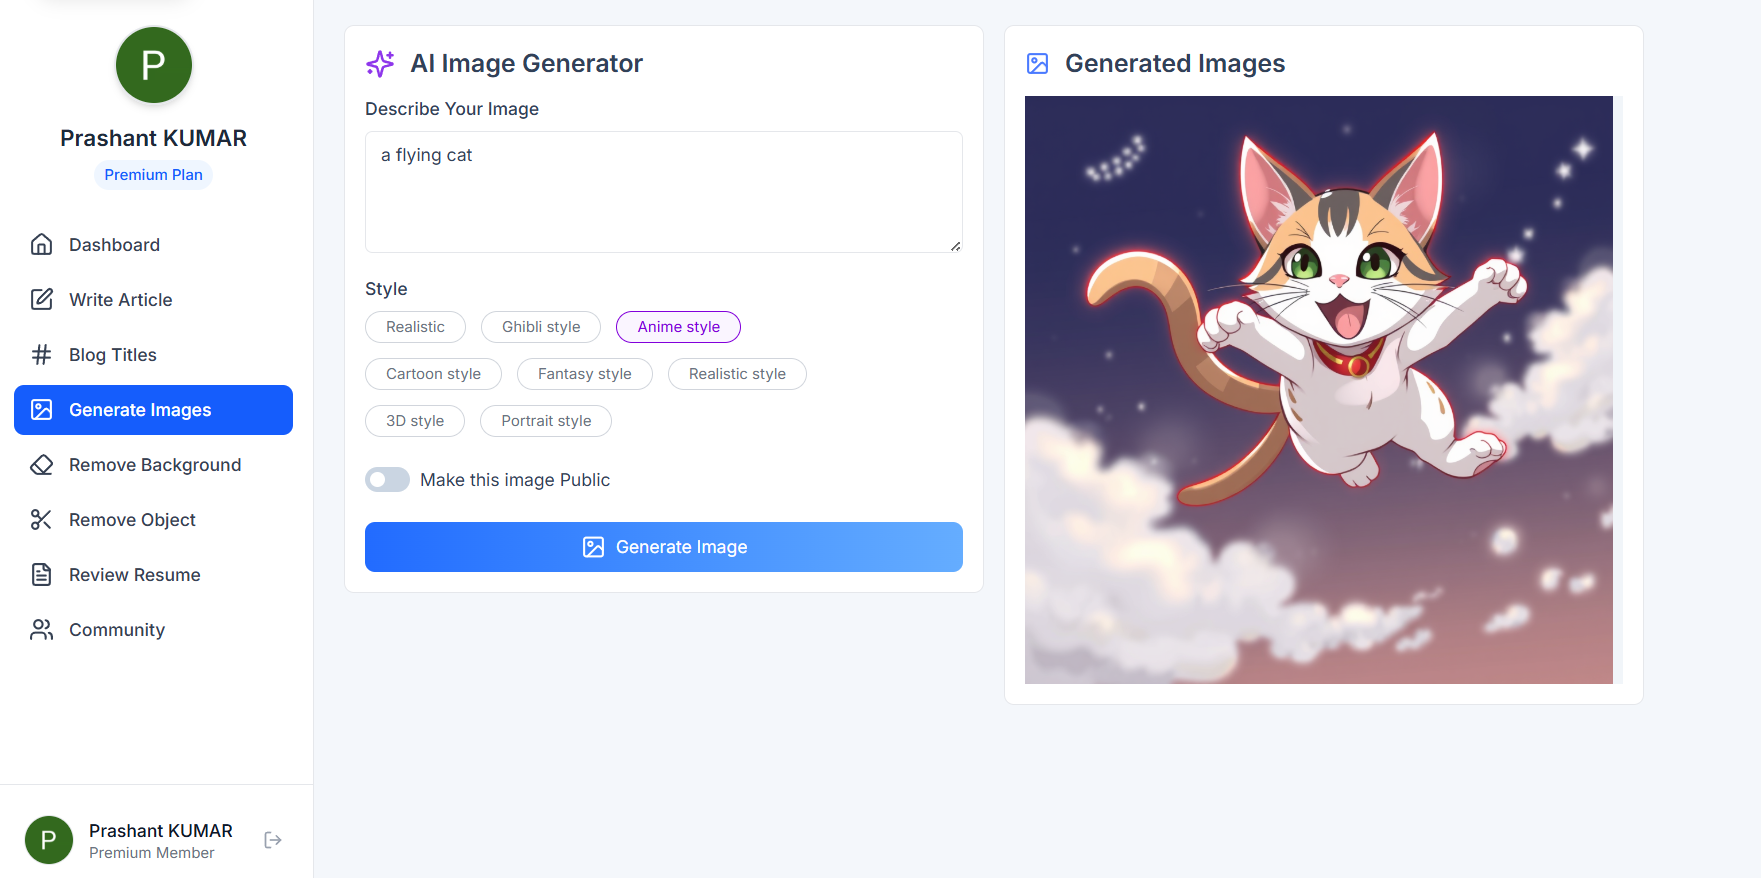 P
Prashant KUMAR
Premium Plan
Dashboard
Write Article
Blog Titles
Generate Images
Remove Background
Remove Object
Review Resume
Community
P
Prashant KUMAR
Premium Member
AI Image Generator
Describe Your Image
a flying cat
Style
Realistic
Ghibli style
Anime style
Cartoon style
Fantasy style
Realistic style
3D style
Portrait style
Make this image Public
Generate Image
Generated Images